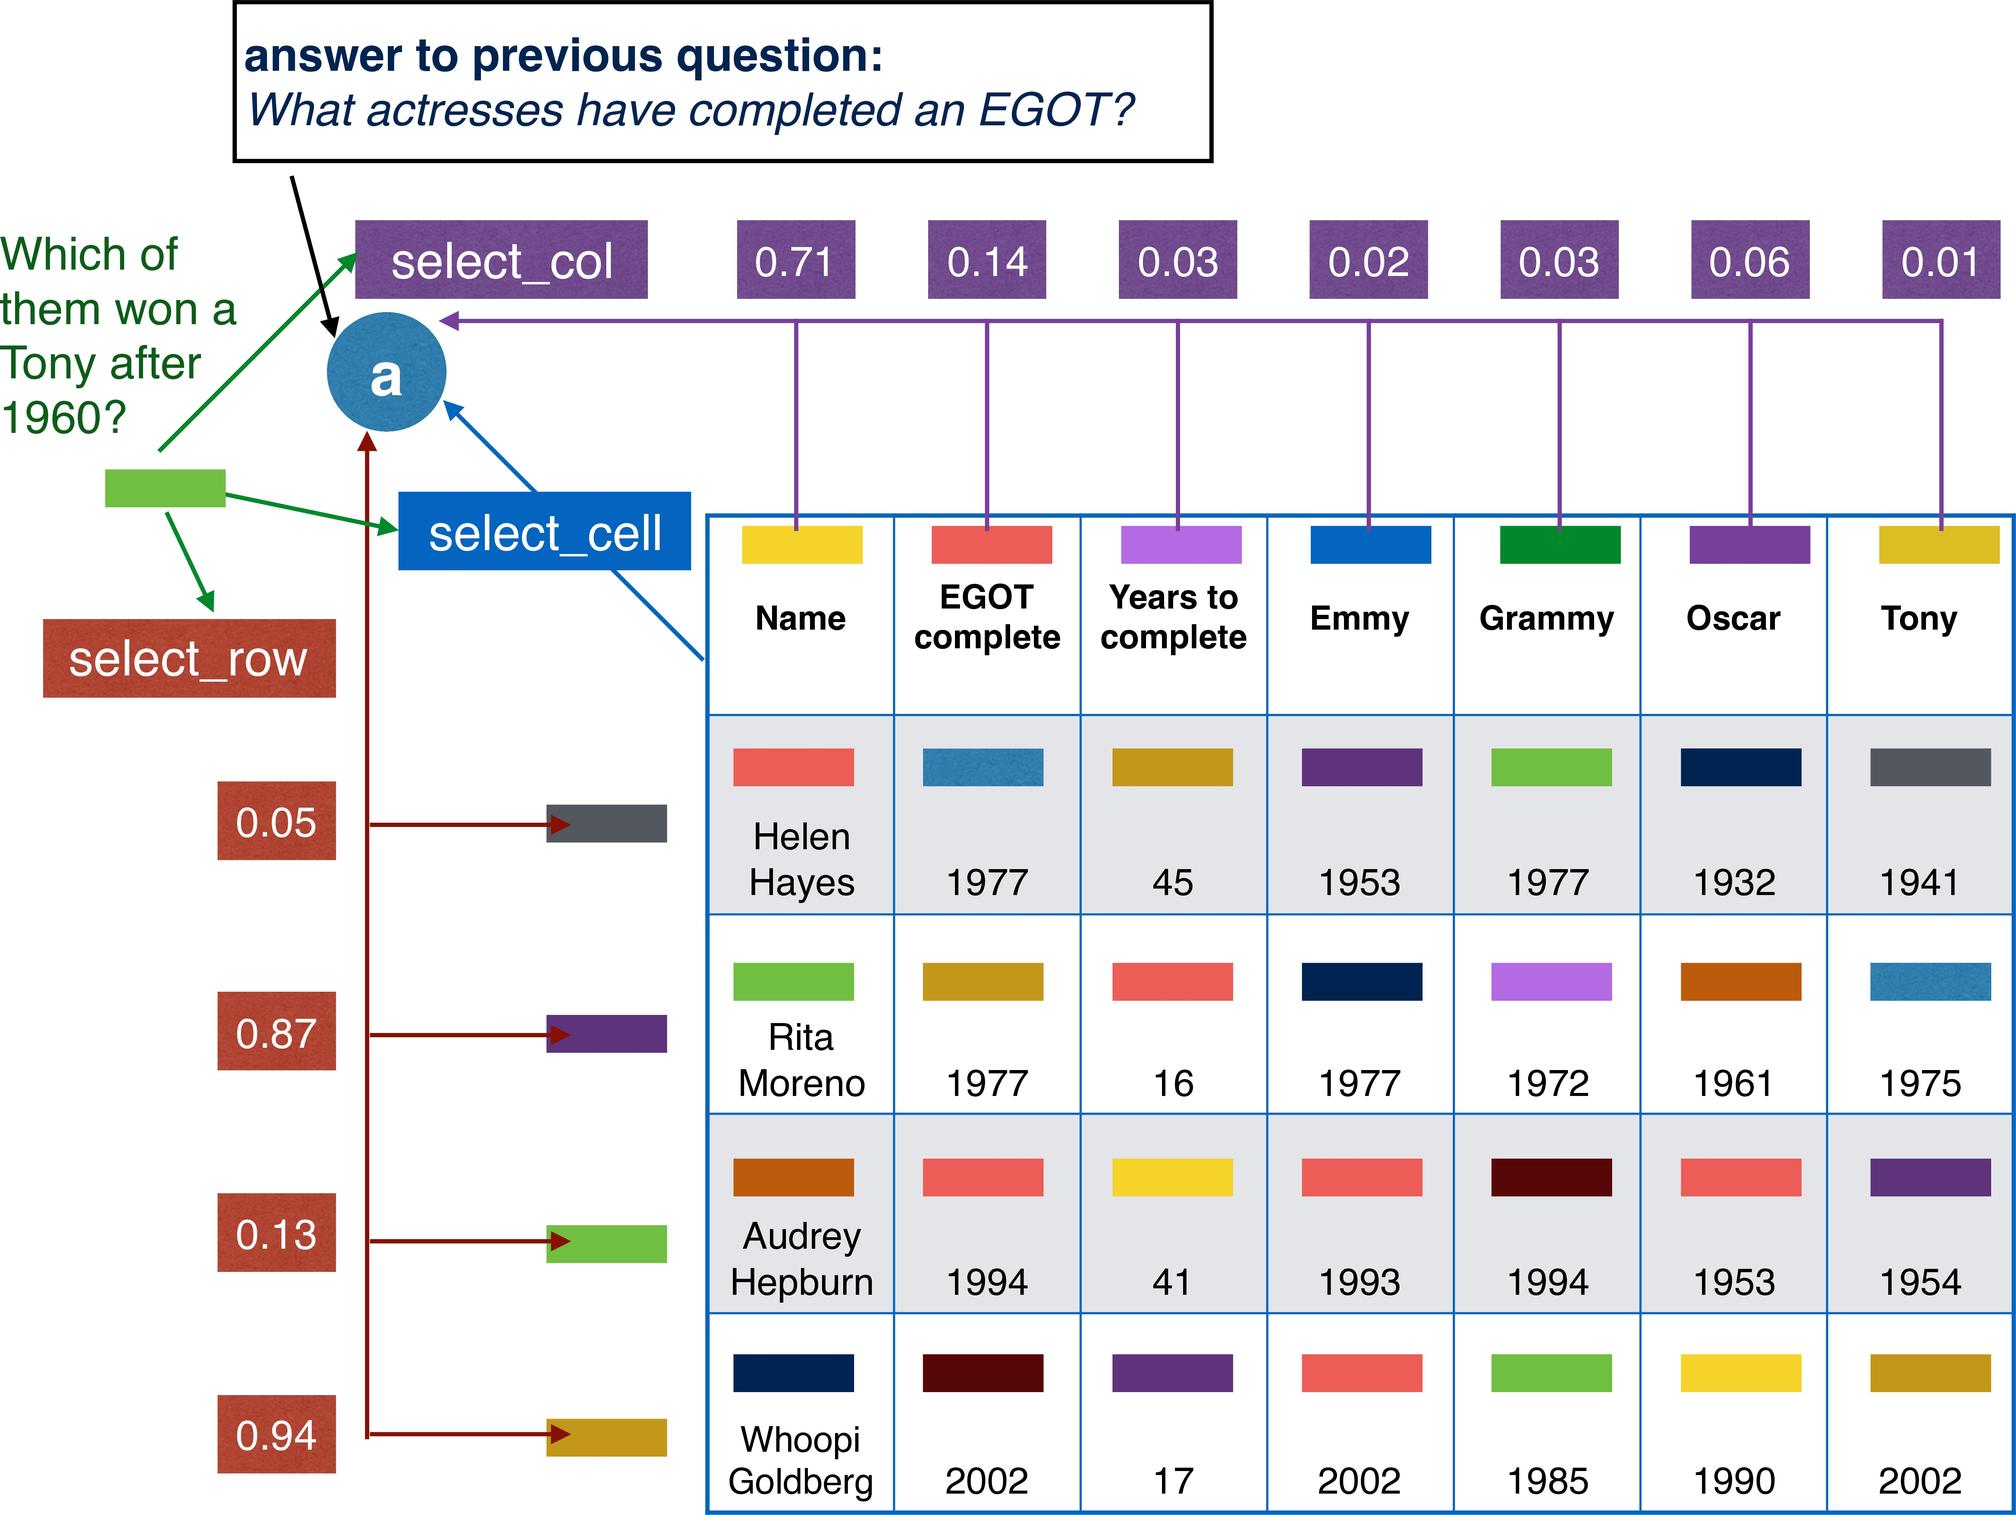 answer to previous question:
What actresses have completed an EGOT?
Which of
them won a
Tony after
1960?
select_col
0.71
0.14
0.03
0.02
0.03
0.06
0.01
a
select_cell
select_row
Name
EGOT
complete
Years to
complete
Emmy
Grammy
Oscar
Tony
0.05
Helen
Hayes
1977
45
1953
1977
1932
1941
0.87
Rita
Moreno
1977
16
1977
1972
1961
1975
0.13
Audrey
Hepburn
1994
41
1993
1994
1953
1954
0.94
Whoopi
Goldberg
2002
17
2002
1985
1990
2002